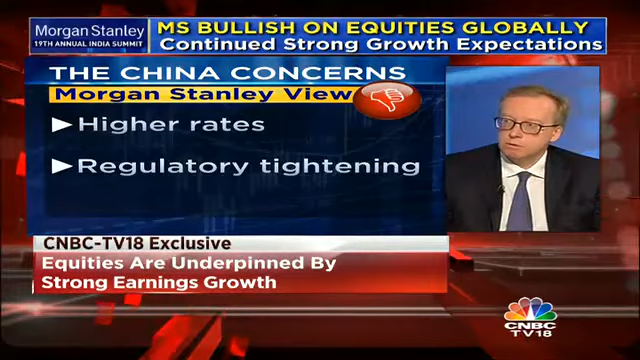 Morgan Stanley
19TH ANNUAL INDIA SUMMIT
MS BULLISH ON EQUITIES GLOBALLY
Continued Strong Growth Expectations
THE CHINA CONCERNS
Morgan Stanley View
Higher rates
Regulatory tightening
CNBC-TV18 Exclusive
Equities Are Underpinned By
Strong Earnings Growth
CNBC
TV18